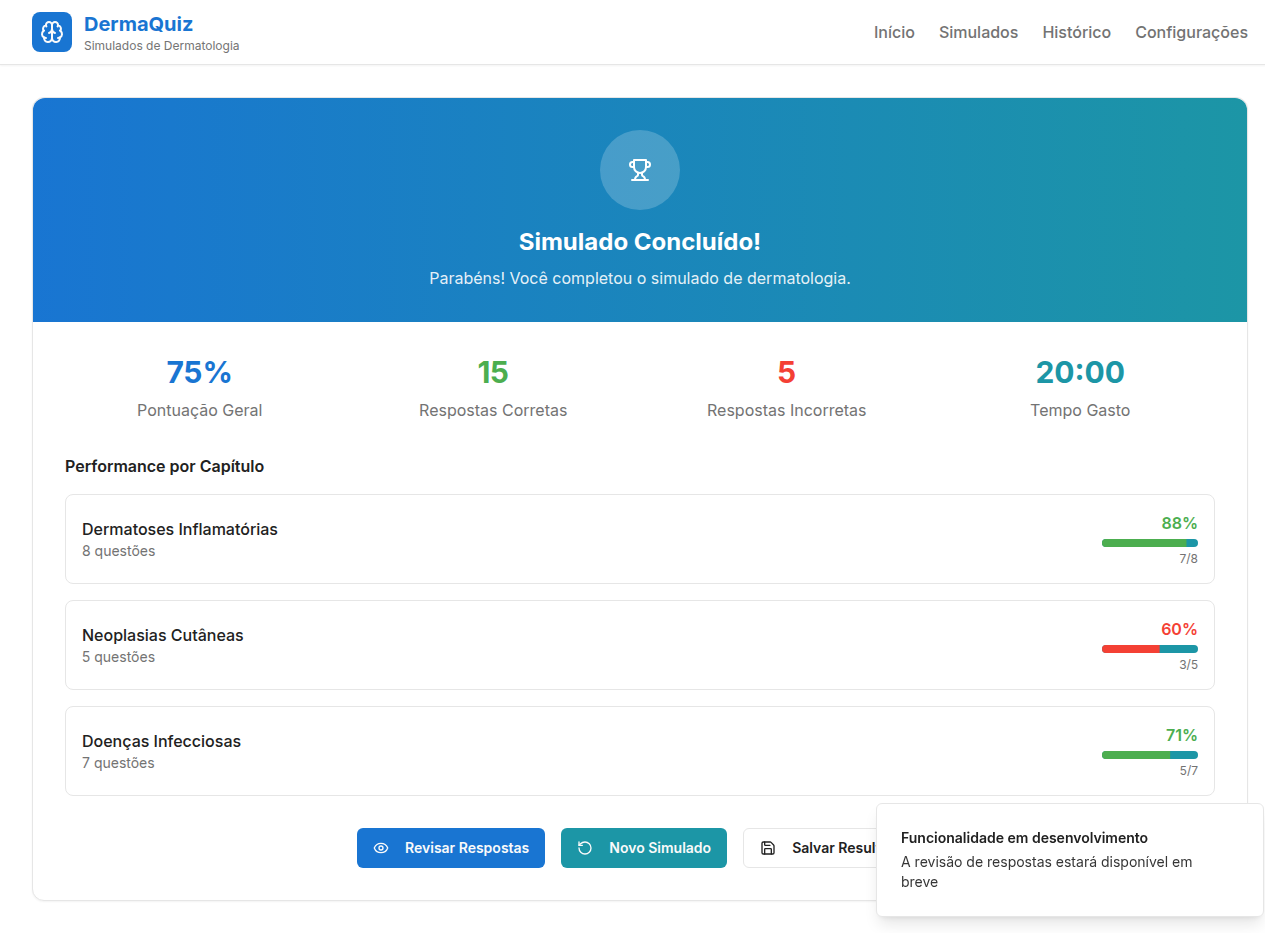 DermaQuiz
Simulados de Dermatologia
Início
Simulados
Histórico
Configurações
Simulado Concluído!
Parabéns! Você completou o simulado de dermatologia.
75%
Pontuação Geral
15
Respostas Corretas
5
Respostas Incorretas
20:00
Tempo Gasto
Performance por Capítulo
Dermatoses Inflamatórias
8 questões
88%
7/8
Neoplasias Cutâneas
5 questões
60%
3/5
Doenças Infecciosas
7 questões
71%
5/7
Revisar Respostas
Novo Simulado
Salvar Resul
Funcionalidade em desenvolvimento
A revisão de respostas estará disponível em
breve